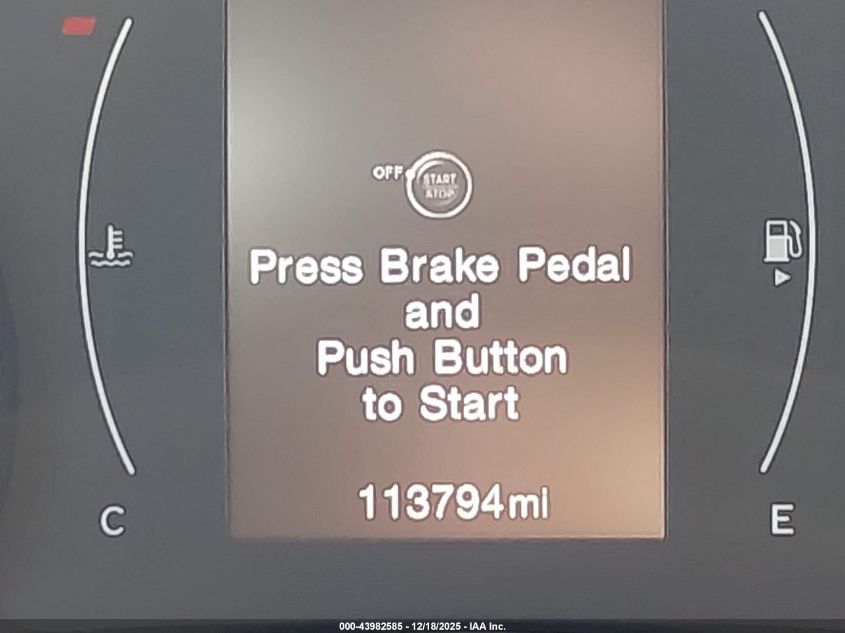 OFF
START
STOP
Press Brake Pedal
and
Push Button
to Start
113794mi
C
E
000-43982585 - 12/18/2025 - IAA Inc.